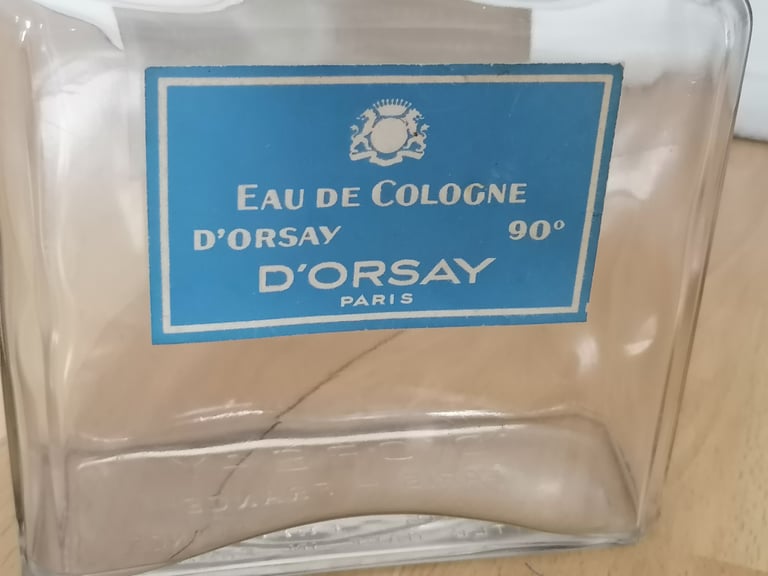 EAU DE COLOGNE
D'ORSAY 90°
D'ORSAY
PARIS